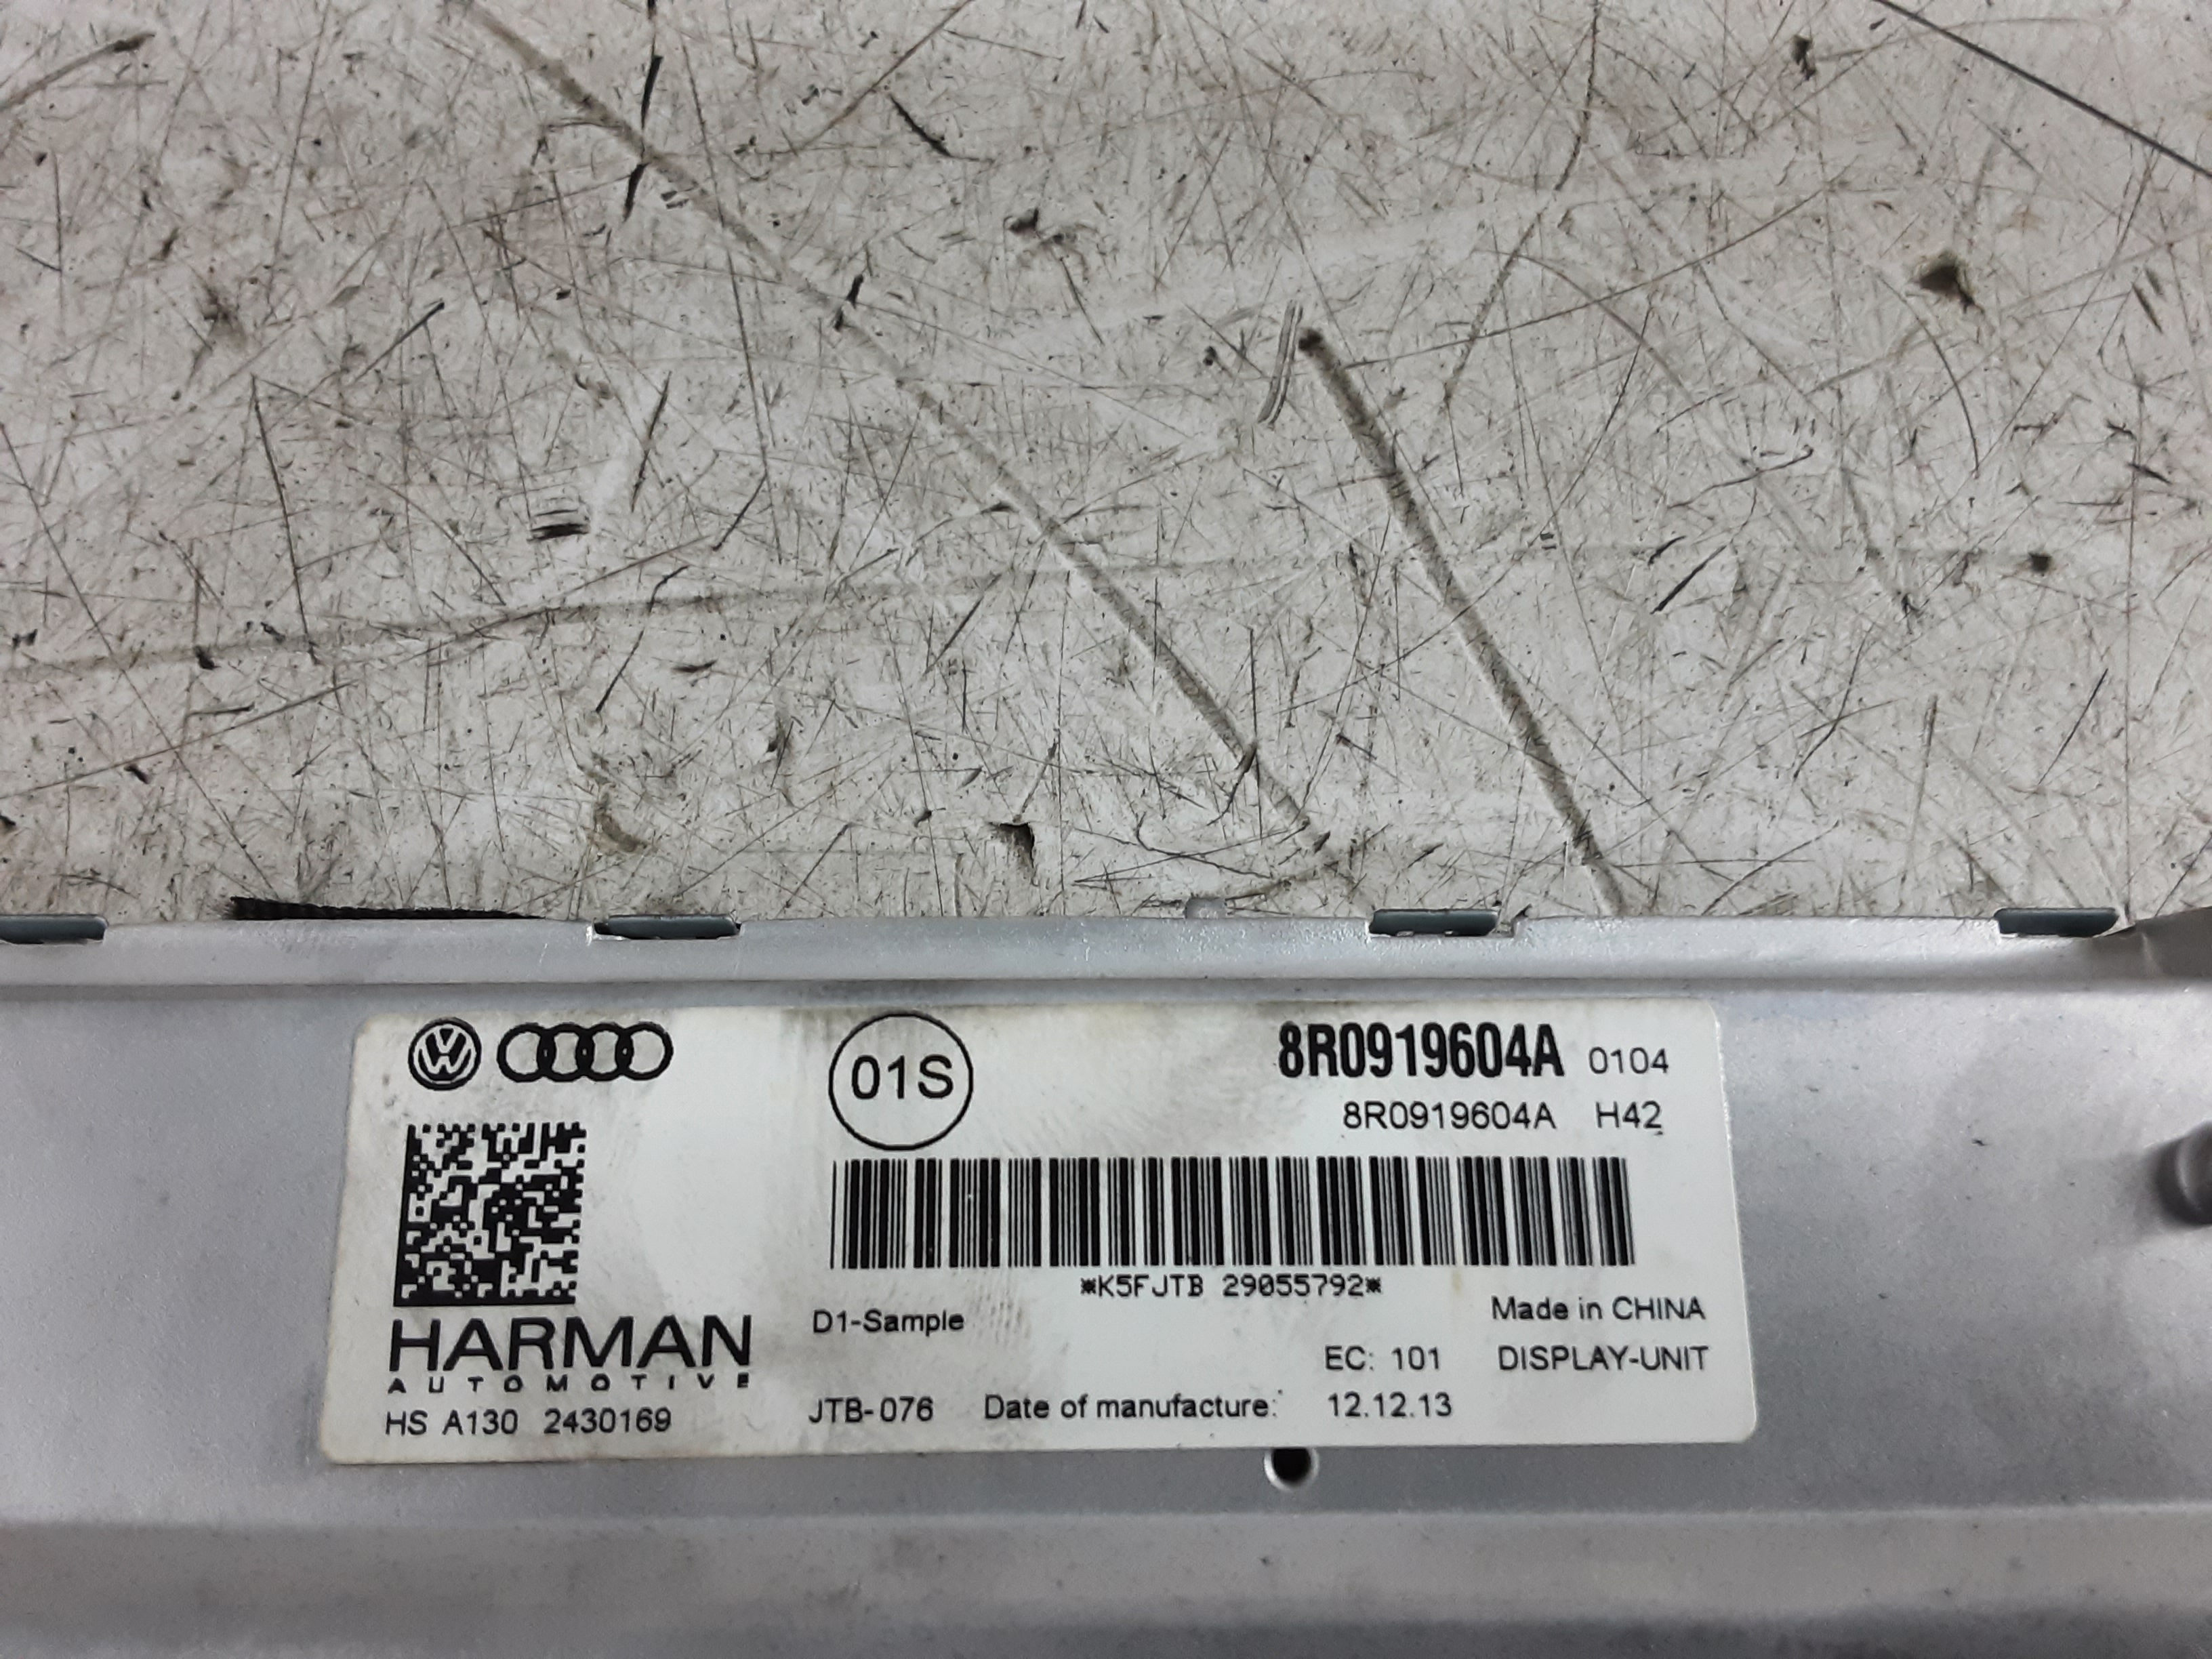 01S
8R0919604A 0104
8R0919604A H42
*K5FJTB 29055792*
HARMAN
AUTOMOTIVE
HS A130 2430169
D1-Sample
Made in CHINA
EC: 101 DISPLAY-UNIT
JTB-076 Date of manufacture: 12.12.13